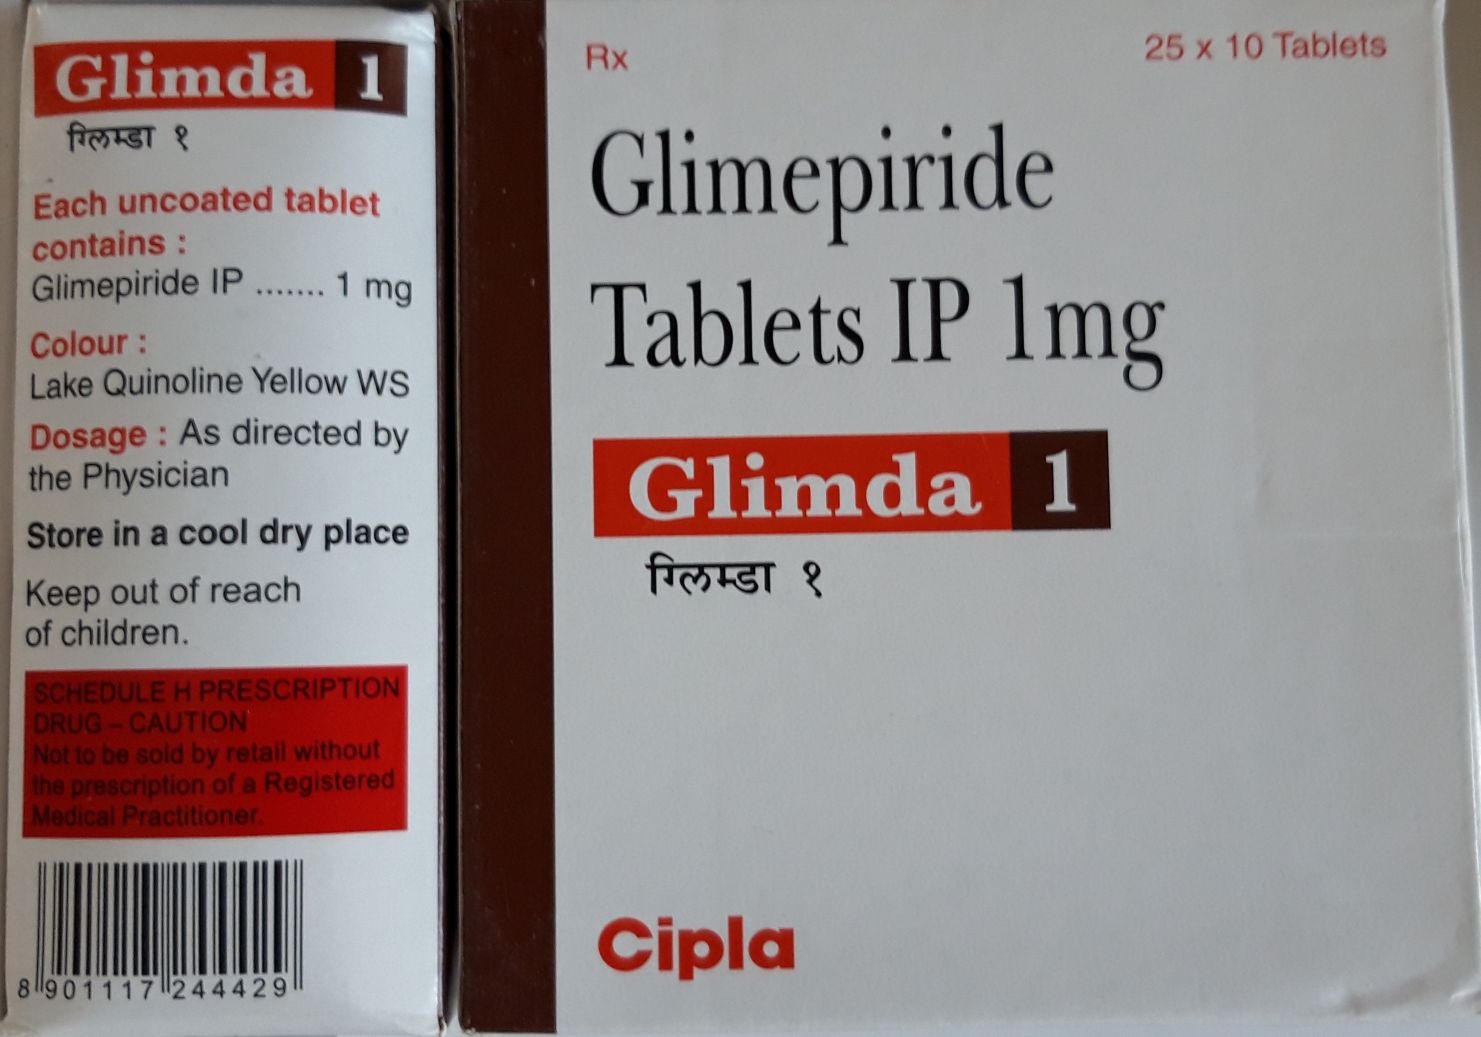 Glimda 1
ग्लिम्डा १
Each uncoated tablet
contains :
Glimepiride IP ....... 1 mg
Colour :
Lake Quinoline Yellow WS
Dosage : As directed by
the Physician
Store in a cool dry place
Keep out of reach
of children.
SCHEDULE H PRESCRIPTION
DRUG – CAUTION
Not to be sold by retail without
the prescription of a Registered
Medical Practitioner.
8 901117 244429
Rx
25 x 10 Tablets
Glimepiride
Tablets IP 1mg
Glimda 1
ग्लिम्डा १
Cipla